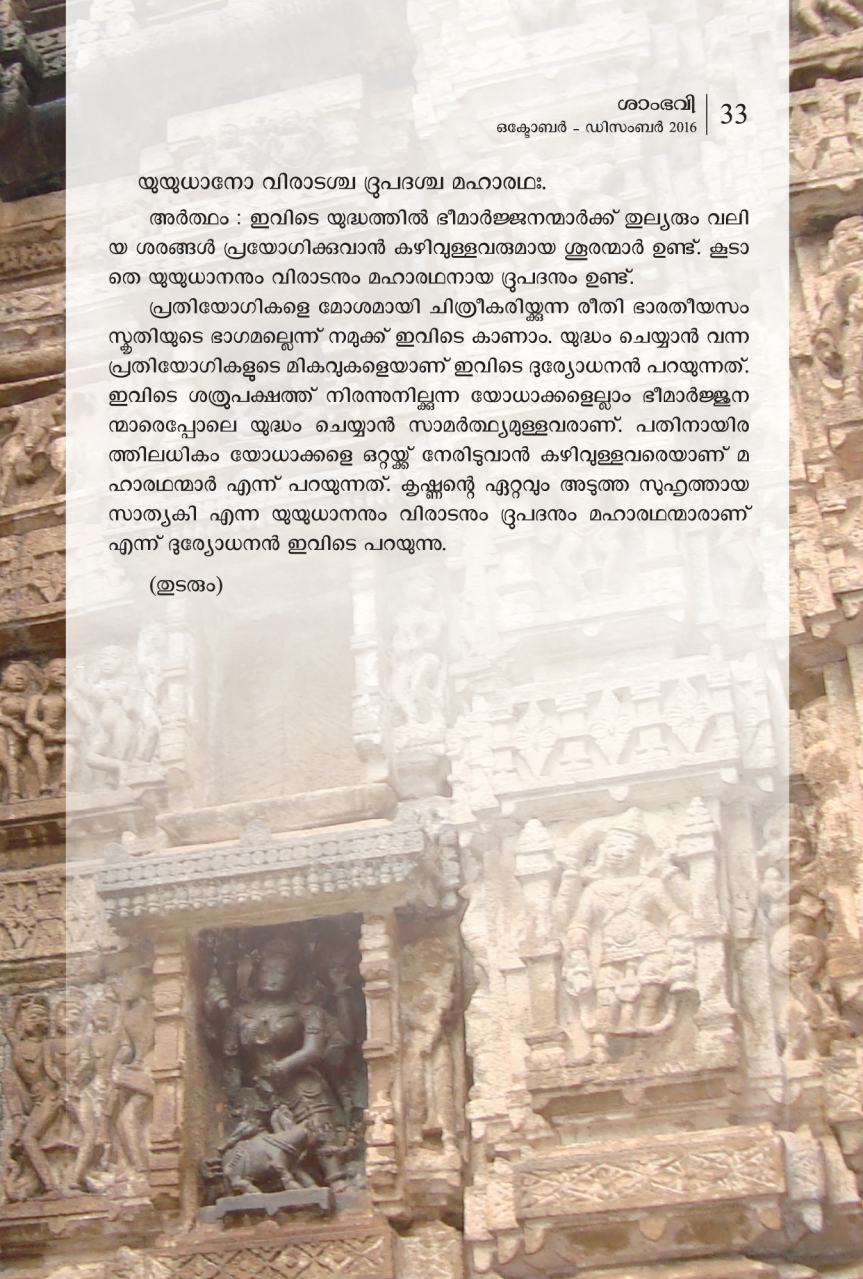 ശാംഭവി 33
ഒക്ടോബർ – ഡിസംബർ 2016
യുയുധാനോ വിരാടശ്ച ദ്രുപദശ്ച മഹാരഥഃ.
അർത്ഥം : ഇവിടെ യുദ്ധത്തിൽ ഭീമാർജ്ജനന്മാർക്ക് തുല്യരും വലി
യ ശരങ്ങൾ പ്രയോഗിക്കുവാൻ കഴിവുള്ളവരുമായ ശൂരന്മാർ ഉണ്ട്. കൂടാ
തെ യുയുധാനനും വിരാടനും മഹാരഥനായ ദ്രുപദനും ഉണ്ട്.
പ്രതിയോഗികളെ മോശമായി ചിത്രീകരിയ്ക്കുന്ന രീതി ഭാരതീയസം
സ്കൃതിയുടെ ഭാഗമല്ലെന്ന് നമുക്ക് ഇവിടെ കാണാം. യുദ്ധം ചെയ്യാൻ വന്ന
പ്രതിയോഗികളുടെ മികവുകളെയാണ് ഇവിടെ ദുര്യോധനൻ പറയുന്നത്.
ഇവിടെ ശത്രുപക്ഷത്ത് നിരന്നുനില്ക്കുന്ന യോധാക്കളെല്ലാം ഭീമാർജ്ജുന
ന്മാരെപ്പോലെ യുദ്ധം ചെയ്യാൻ സാമർത്ഥ്യമുള്ളവരാണ്. പതിനായിര
ത്തിലധികം യോധാക്കളെ ഒറ്റയ്ക്ക് നേരിടുവാൻ കഴിവുള്ളവരെയാണ് മ
ഹാരഥന്മാർ എന്ന് പറയുന്നത്. കൃഷ്ണന്റെ ഏറ്റവും അടുത്ത സുഹൃത്തായ
സാത്യകി എന്ന യുയുധാനനും വിരാടനും ദ്രുപദനും മഹാരഥന്മാരാണ്
എന്ന് ദുര്യോധനൻ ഇവിടെ പറയുന്നു.
(തുടരും)